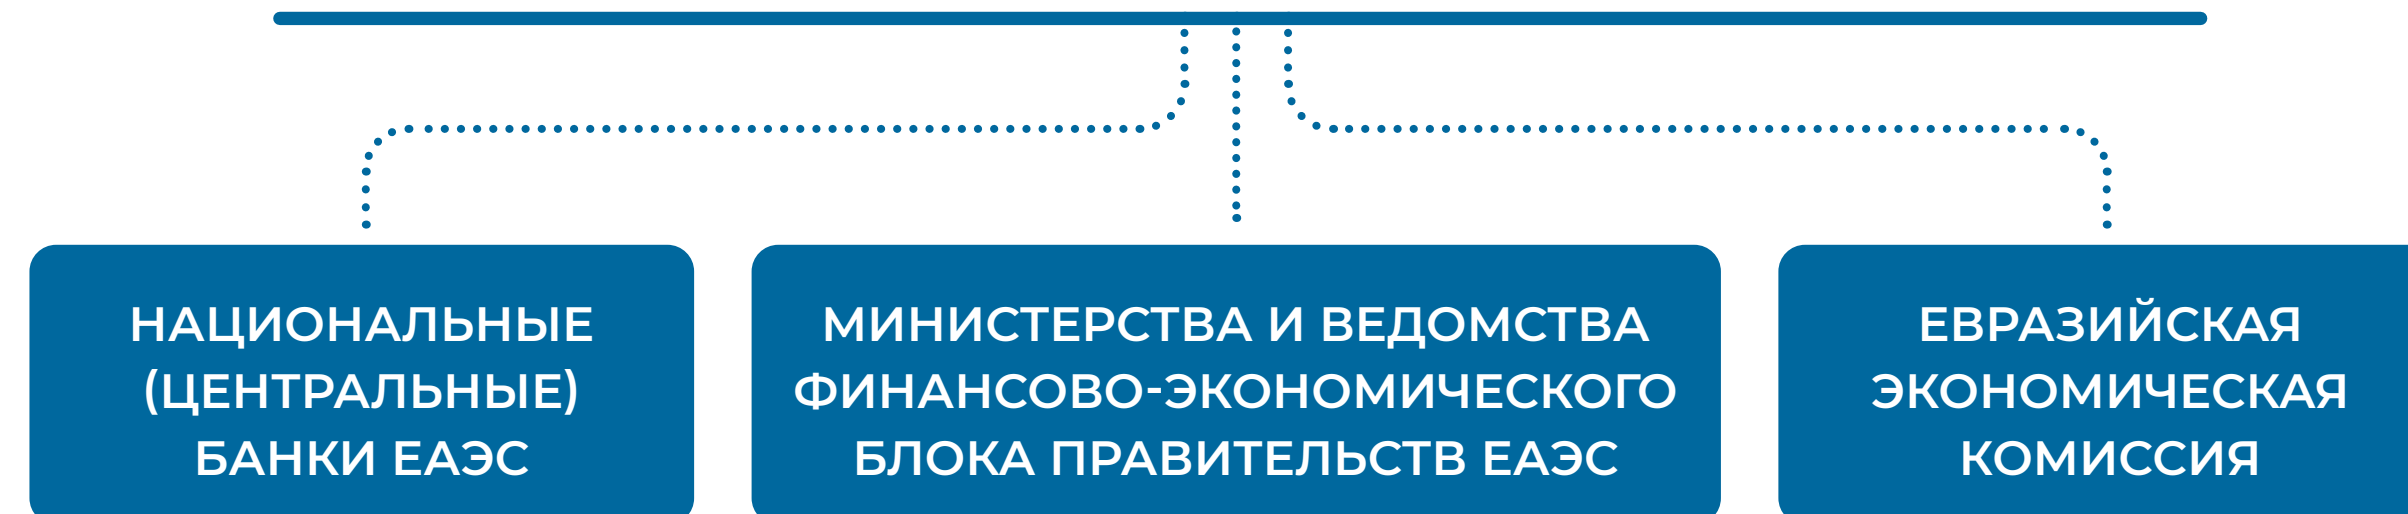 НАЦИОНАЛЬНЫЕ
(ЦЕНТРАЛЬНЫЕ)
БАНКИ ЕАЭС
МИНИСТЕРСТВА И ВЕДОМСТВА
ФИНАНСОВО-ЭКОНОМИЧЕСКОГО
БЛОКА ПРАВИТЕЛЬСТВ ЕАЭС
ЕВРАЗИЙСКАЯ
ЭКОНОМИЧЕСКАЯ
КОМИССИЯ